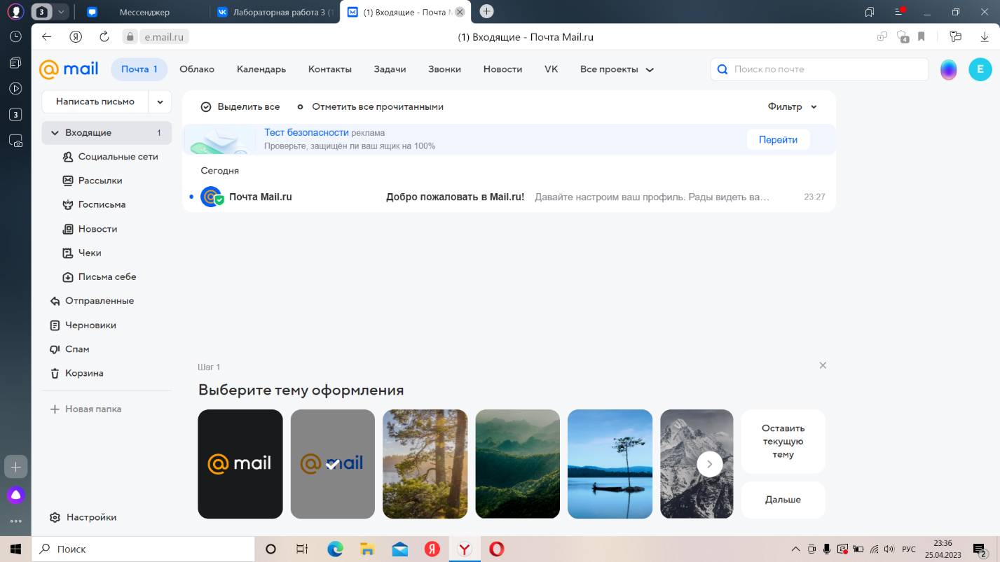 3
Мессенджер
Лабораторная работа 3 (1
(1) Входящие - Почта M
e.mail.ru
(1) Входящие - Почта Mail.ru
4
3
@mail
Почта 1
Облако
Календарь
Контакты
Задачи
Звонки
Новости
VK
Все проекты
Поиск по почте
E
Написать письмо
Выделить все
Отметить все прочитанными
Фильтр
Входящие 1
Социальные сети
Рассылки
Госписьма
Новости
Чеки
Письма себе
Отправленные
Черновики
Спам
Корзина
Новая папка
Настройки
Тест безопасности реклама
Проверьте, защищён ли ваш ящик на 100%
Перейти
Сегодня
Почта Mail.ru Добро пожаловать в Mail.ru! Давайте настроим ваш профиль. Рады видеть ва… 23:27
Шаг 1
Выберите тему оформления
@mail
@mail
Оставить
текущую
тему
Дальше
Поиск
Я
РУС
23:36
25.04.2023
2